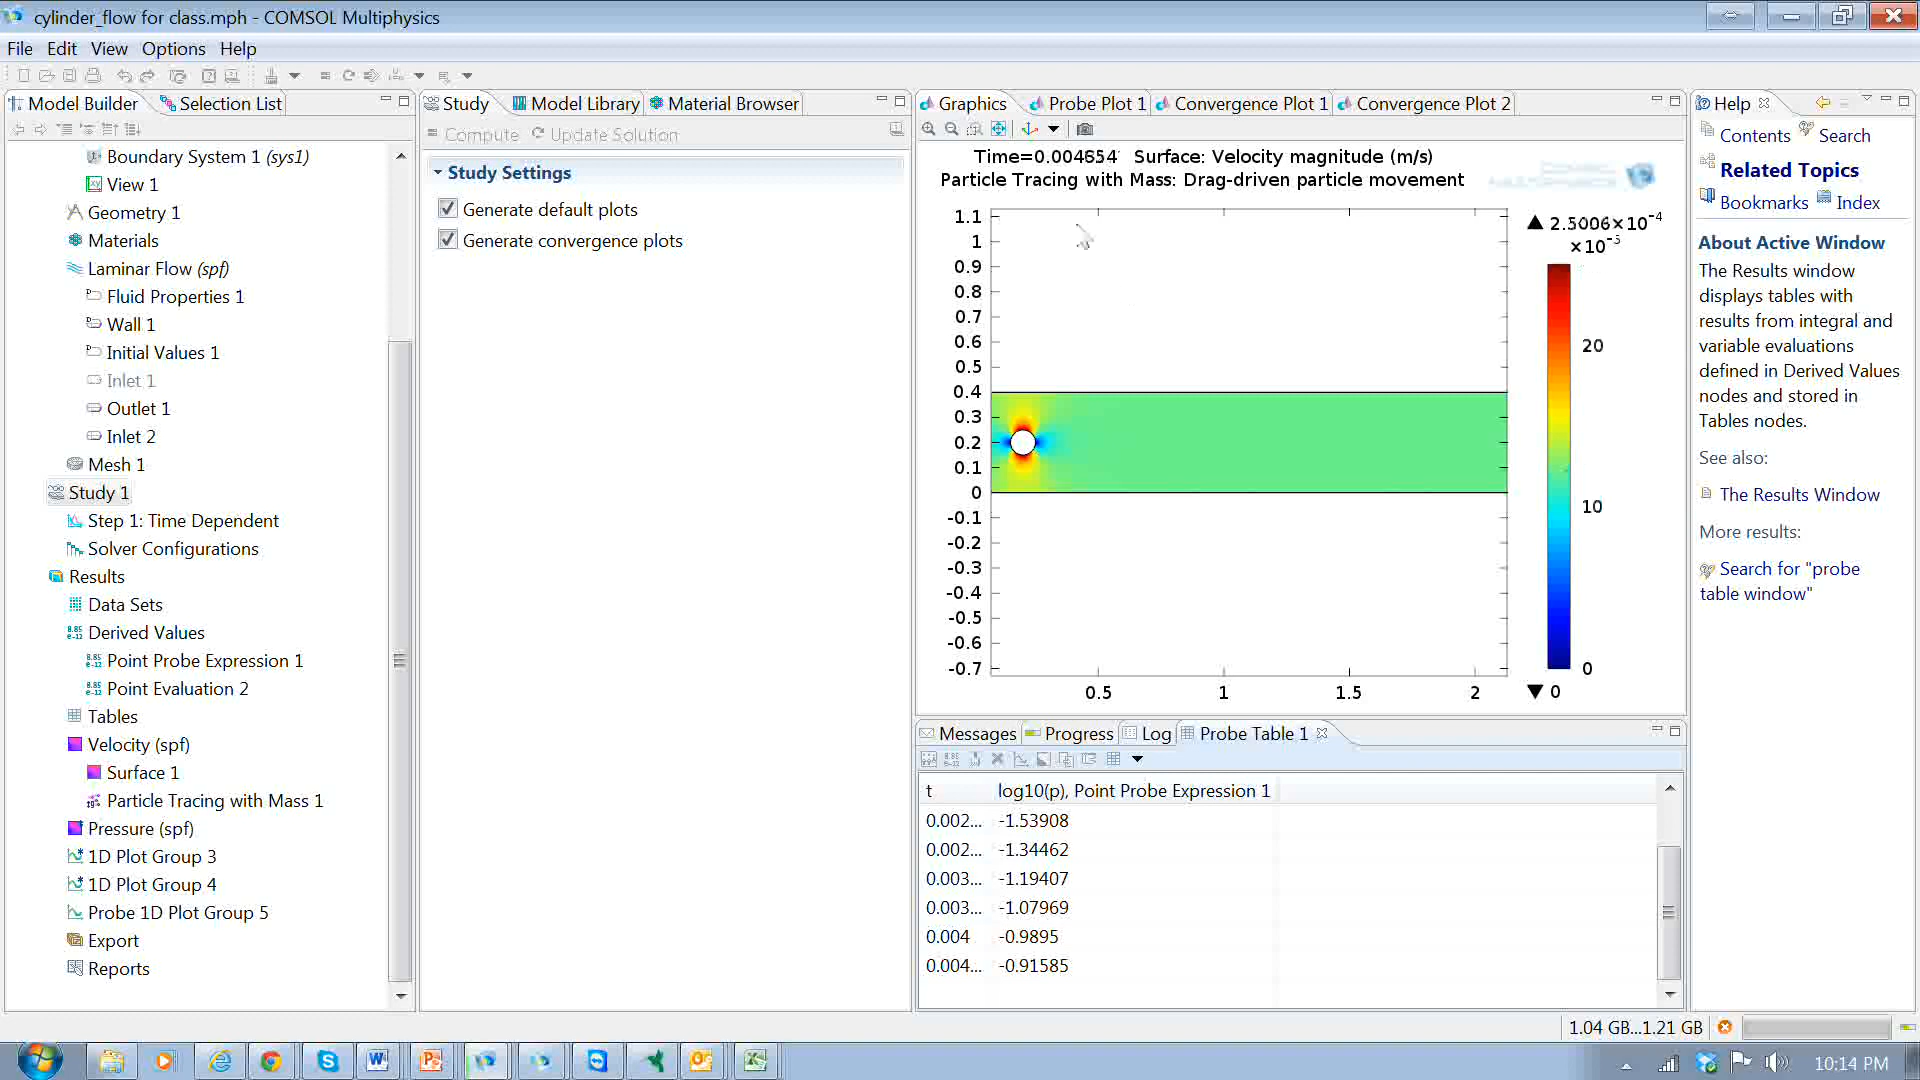 cylinder_flow for class.mph - COMSOL Multiphysics
File Edit View Options Help
Model Builder Selection List
Boundary System 1 (sys1)
View 1
Geometry 1
Materials
Laminar Flow (spf)
Fluid Properties 1
Wall 1
Initial Values 1
Inlet 1
Outlet 1
Inlet 2
Mesh 1
Study 1
Step 1: Time Dependent
Solver Configurations
Results
Data Sets
Derived Values
Point Probe Expression 1
Point Evaluation 2
Tables
Velocity (spf)
Surface 1
Particle Tracing with Mass 1
Pressure (spf)
1D Plot Group 3
1D Plot Group 4
Probe 1D Plot Group 5
Export
Reports
Study Model Library Material Browser
Compute Update Solution
Study Settings
Generate default plots
Generate convergence plots
Graphics Probe Plot 1 Convergence Plot 1 Convergence Plot 2
Time=0.004654 Surface: Velocity magnitude (m/s)
Particle Tracing with Mass: Drag-driven particle movement
1.1
1
0.9
0.8
0.7
0.6
0.5
0.4
0.3
0.2
0.1
0
-0.1
-0.2
-0.3
-0.4
-0.5
-0.6
-0.7
0.5 1 1.5 2
▲ 2.5006×10⁻⁴
×10⁻⁵
20
10
0
▼ 0
Messages Progress Log Probe Table 1
t log10(p), Point Probe Expression 1
0.002... -1.53908
0.002... -1.34462
0.003... -1.19407
0.003... -1.07969
0.004 -0.9895
0.004... -0.91585
Help
Contents Search
Related Topics
Bookmarks Index
About Active Window
The Results window
displays tables with
results from integral and
variable evaluations
defined in Derived Values
nodes and stored in
Tables nodes.
See also:
The Results Window
More results:
Search for "probe
table window"
1.04 GB...1.21 GB
10:14 PM